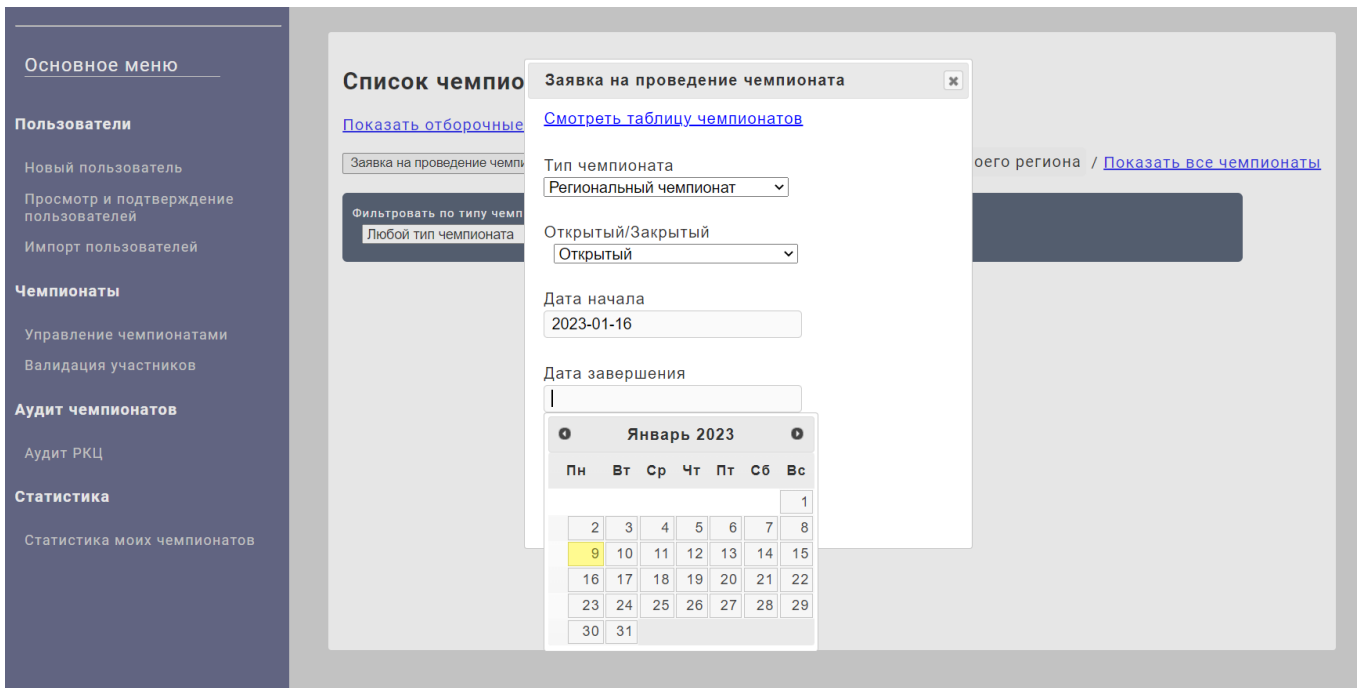 Основное меню
Пользователи
Новый пользователь
Просмотр и подтверждение
пользователей
Импорт пользователей
Чемпионаты
Управление чемпионатами
Валидация участников
Аудит чемпионатов
Аудит РКЦ
Статистика
Статистика моих чемпионатов
Список чемпио
Показать отборочные
Заявка на проведение чемпи
оего региона / Показать все чемпионаты
Фильтровать по типу чемп
Любой тип чемпионата
Заявка на проведение чемпионата
Смотреть таблицу чемпионатов
Тип чемпионата
Региональный чемпионат
Открытый/Закрытый
Открытый
Дата начала
2023-01-16
Дата завершения
Январь 2023
Пн Вт Ср Чт Пт Сб Вс
1
2 3 4 5 6 7 8
9 10 11 12 13 14 15
16 17 18 19 20 21 22
23 24 25 26 27 28 29
30 31